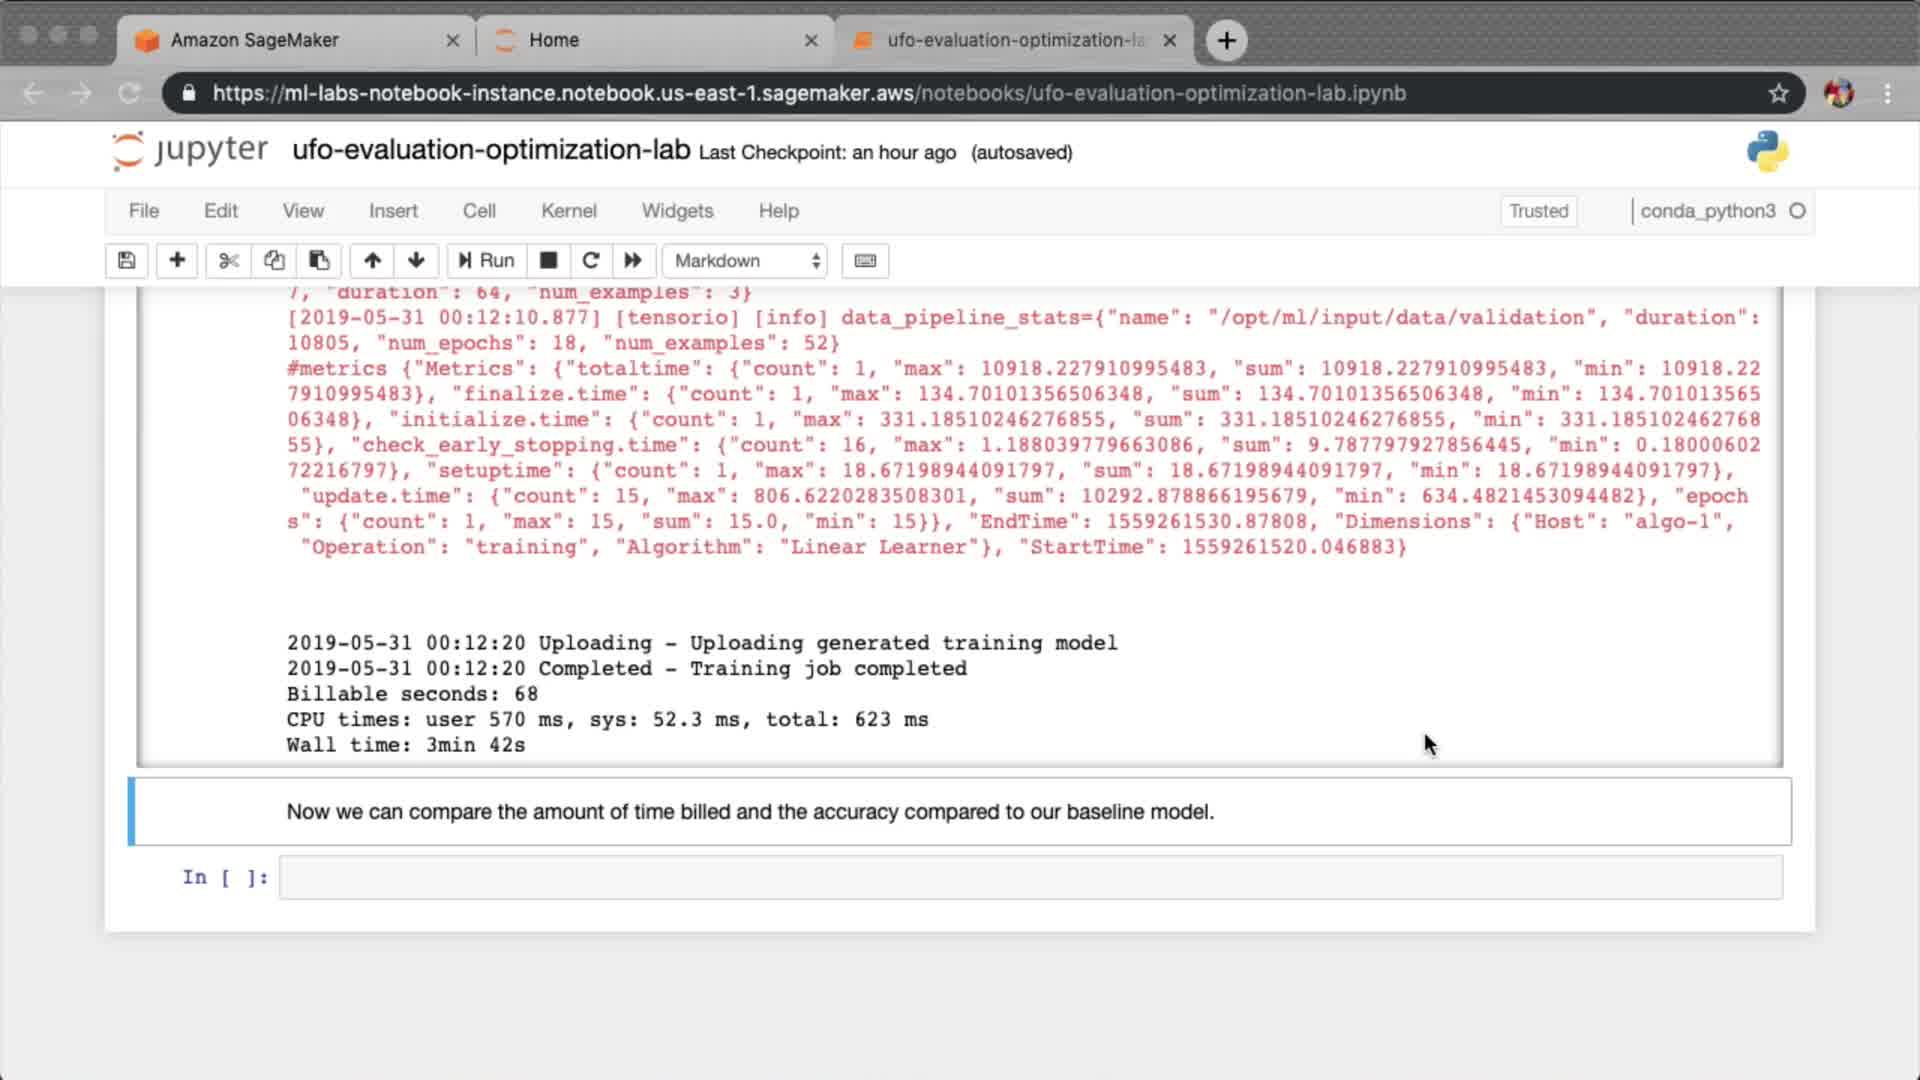 Amazon SageMaker
Home
ufo-evaluation-optimization-la
https://ml-labs-notebook-instance.notebook.us-east-1.sagemaker.aws/notebooks/ufo-evaluation-optimization-lab.ipynb
jupyter ufo-evaluation-optimization-lab Last Checkpoint: an hour ago (autosaved)
File Edit View Insert Cell Kernel Widgets Help Trusted conda_python3
Run Markdown
7, "duration": 64, "num_examples": 3}
[2019-05-31 00:12:10.877] [tensorio] [info] data_pipeline_stats={"name": "/opt/ml/input/data/validation", "duration":
10805, "num_epochs": 18, "num_examples": 52}
#metrics {"Metrics": {"totaltime": {"count": 1, "max": 10918.227910995483, "sum": 10918.227910995483, "min": 10918.22
7910995483}, "finalize.time": {"count": 1, "max": 134.70101356506348, "sum": 134.70101356506348, "min": 134.701013565
06348}, "initialize.time": {"count": 1, "max": 331.18510246276855, "sum": 331.18510246276855, "min": 331.185102462768
55}, "check_early_stopping.time": {"count": 16, "max": 1.188039779663086, "sum": 9.787797927856445, "min": 0.18000602
72216797}, "setuptime": {"count": 1, "max": 18.67198944091797, "sum": 18.67198944091797, "min": 18.67198944091797},
"update.time": {"count": 15, "max": 806.6220283508301, "sum": 10292.878866195679, "min": 634.4821453094482}, "epoch
s": {"count": 1, "max": 15, "sum": 15.0, "min": 15}}, "EndTime": 1559261530.87808, "Dimensions": {"Host": "algo-1",
"Operation": "training", "Algorithm": "Linear Learner"}, "StartTime": 1559261520.046883}
2019-05-31 00:12:20 Uploading - Uploading generated training model
2019-05-31 00:12:20 Completed - Training job completed
Billable seconds: 68
CPU times: user 570 ms, sys: 52.3 ms, total: 623 ms
Wall time: 3min 42s
Now we can compare the amount of time billed and the accuracy compared to our baseline model.
In [ ]: